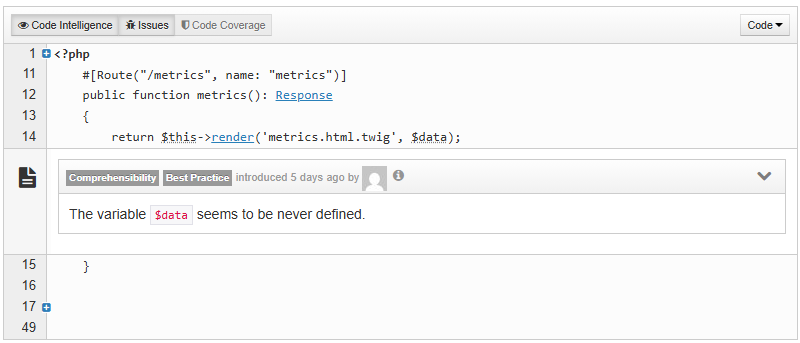 Code Intelligence Issues Code Coverage Code
1 <?php
11 #[Route("/metrics", name: "metrics")]
12 public function metrics(): Response
13 {
14 return $this->render('metrics.html.twig', $data);
Comprehensibility Best Practice introduced 5 days ago by
The variable $data seems to be never defined.
15 }
16
17
49